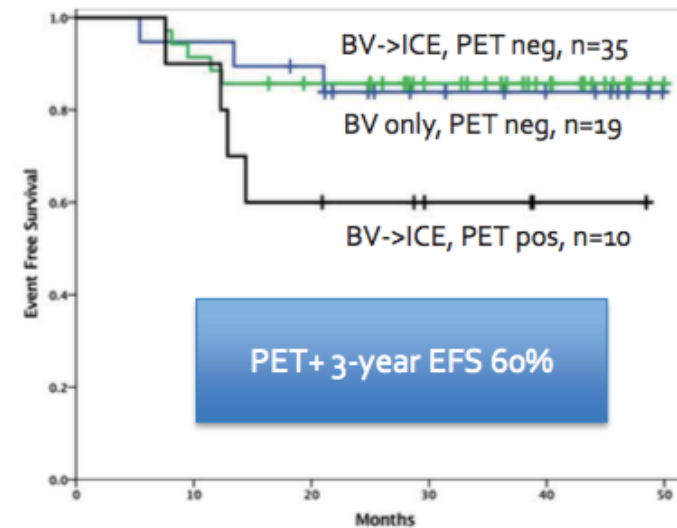 1.0
BV->ICE, PET neg, n=35
0.8
BV only, PET neg, n=19
0.6
BV->ICE, PET pos, n=10
Event Free Survival
0.4
PET+ 3-year EFS 60%
0.2
0.0
0 10 20 30 40 50
Months